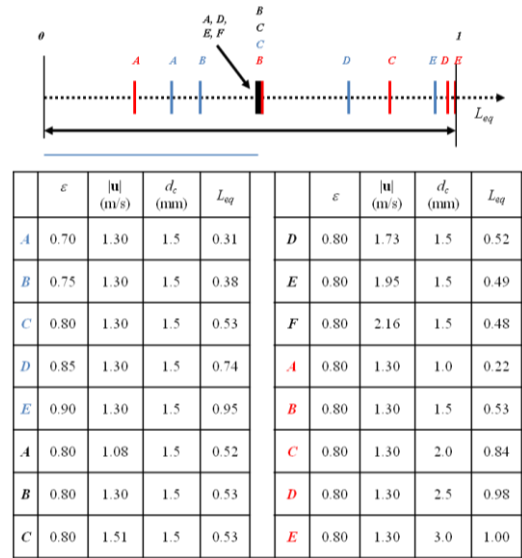 B
A, D,
E, F
C
0
C
1
A
A
B
B
D
C
E
D
E
L_eq
ε |u| (m/s) d_c (mm) L_eq ε |u| (m/s) d_c (mm) L_eq
A 0.70 1.30 1.5 0.31 D 0.80 1.73 1.5 0.52
B 0.75 1.30 1.5 0.38 E 0.80 1.95 1.5 0.49
C 0.80 1.30 1.5 0.53 F 0.80 2.16 1.5 0.48
D 0.85 1.30 1.5 0.74 A 0.80 1.30 1.0 0.22
E 0.90 1.30 1.5 0.95 B 0.80 1.30 1.5 0.53
A 0.80 1.08 1.5 0.52 C 0.80 1.30 2.0 0.84
B 0.80 1.30 1.5 0.53 D 0.80 1.30 2.5 0.98
C 0.80 1.51 1.5 0.53 E 0.80 1.30 3.0 1.00